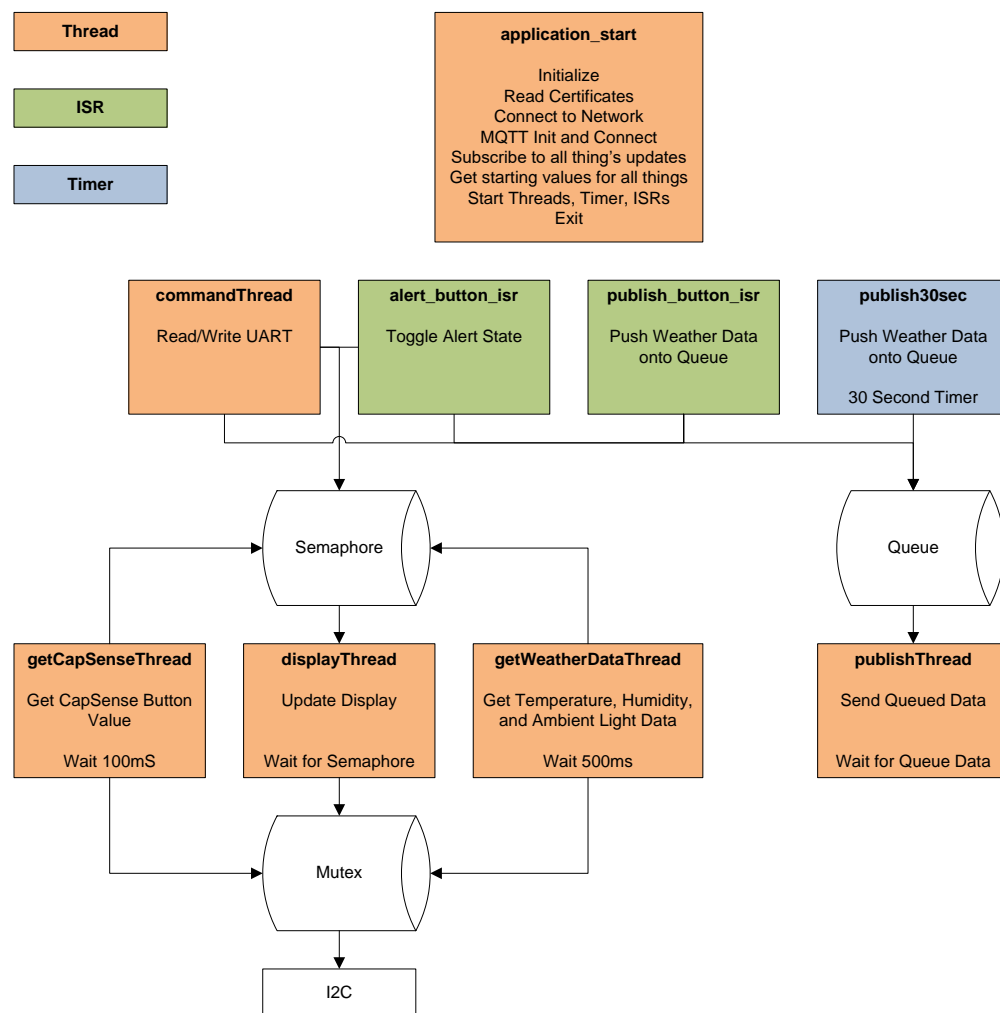 Thread
ISR
Timer
application_start
Initialize
Read Certificates
Connect to Network
MQTT Init and Connect
Subscribe to all thing’s updates
Get starting values for all things
Start Threads, Timer, ISRs
Exit
commandThread
Read/Write UART
alert_button_isr
Toggle Alert State
publish_button_isr
Push Weather Data
onto Queue
publish30sec
Push Weather Data
onto Queue
30 Second Timer
Semaphore
Queue
getCapSenseThread
Get CapSense Button
Value
Wait 100mS
displayThread
Update Display
Wait for Semaphore
getWeatherDataThread
Get Temperature, Humidity,
and Ambient Light Data
Wait 500ms
publishThread
Send Queued Data
Wait for Queue Data
Mutex
I2C